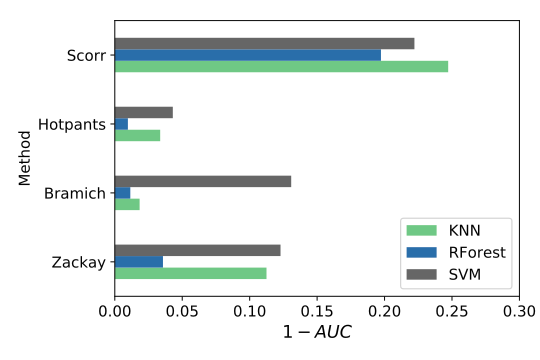 Scorr
Hotpants
Bramich
Zackay
Method
KNN
RForest
SVM
0.00 0.05 0.10 0.15 0.20 0.25 0.30
1 − AUC